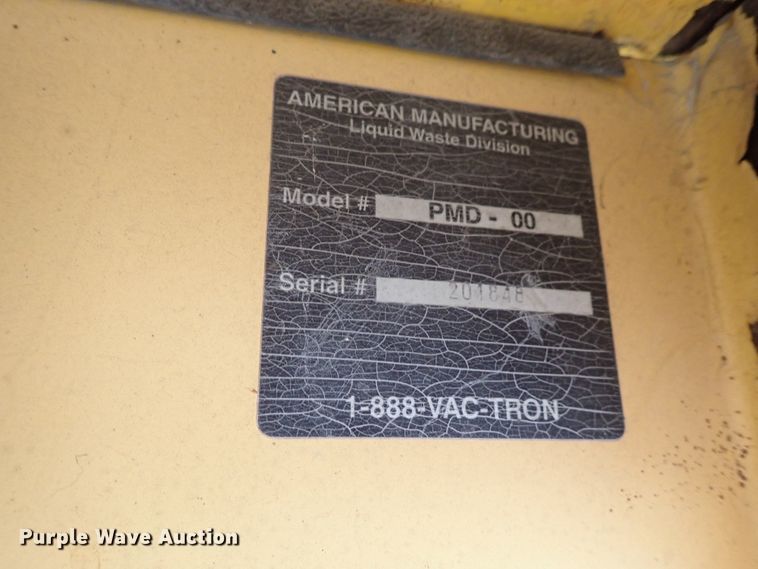 AMERICAN MANUFACTURING
Liquid Waste Division
Model # PMD - 00
Serial #
1-888-VAC-TRON
Purple Wave Auction